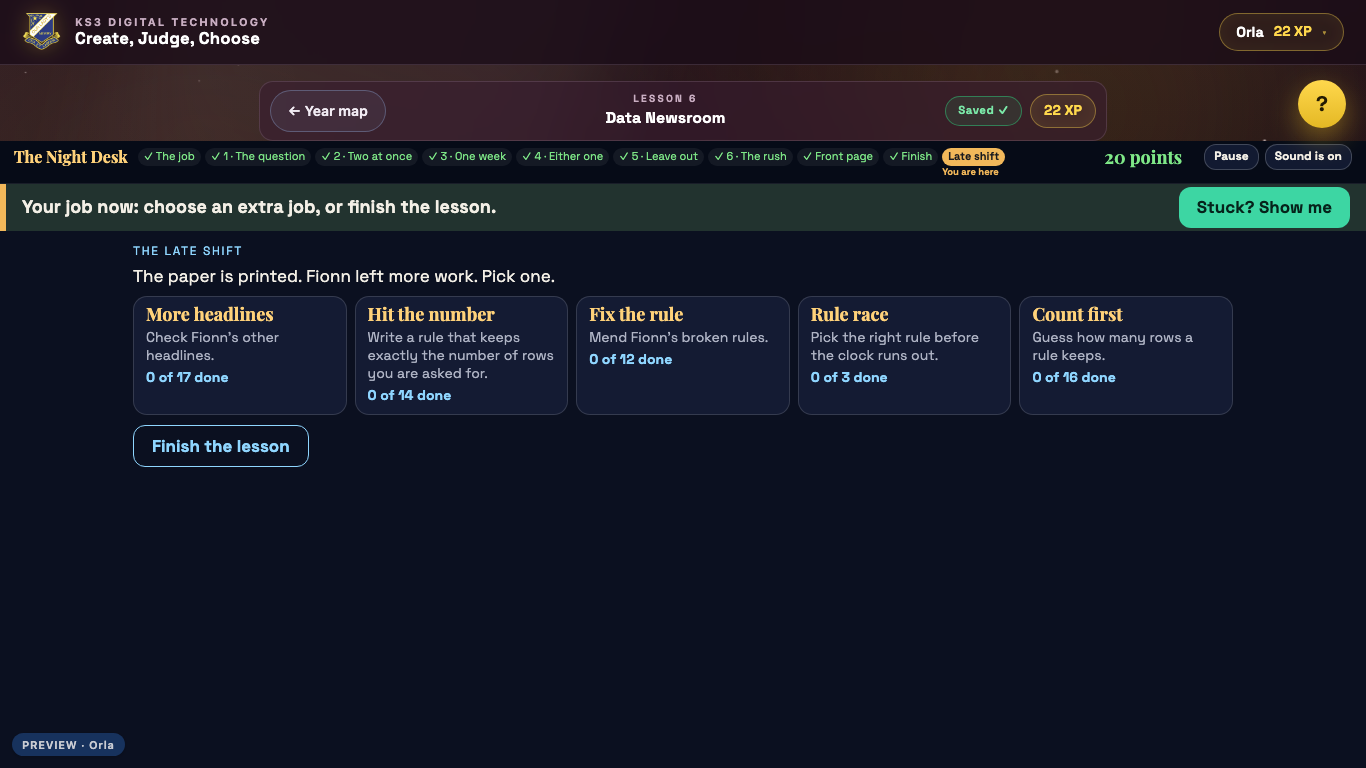 KS3 DIGITAL TECHNOLOGY
Create, Judge, Choose
Orla 22 XP
← Year map
LESSON 6
Data Newsroom
Saved ✓
22 XP
?
The Night Desk
✓ The job
✓ 1 · The question
✓ 2 · Two at once
✓ 3 · One week
✓ 4 · Either one
✓ 5 · Leave out
✓ 6 · The rush
✓ Front page
✓ Finish
Late shift
You are here
20 points
Pause
Sound is on
Your job now: choose an extra job, or finish the lesson.
Stuck? Show me
THE LATE SHIFT
The paper is printed. Fionn left more work. Pick one.
More headlines
Check Fionn's other
headlines.
0 of 17 done
Hit the number
Write a rule that keeps
exactly the number of rows
you are asked for.
0 of 14 done
Fix the rule
Mend Fionn's broken rules.
0 of 12 done
Rule race
Pick the right rule before
the clock runs out.
0 of 3 done
Count first
Guess how many rows a
rule keeps.
0 of 16 done
Finish the lesson
PREVIEW · Orla